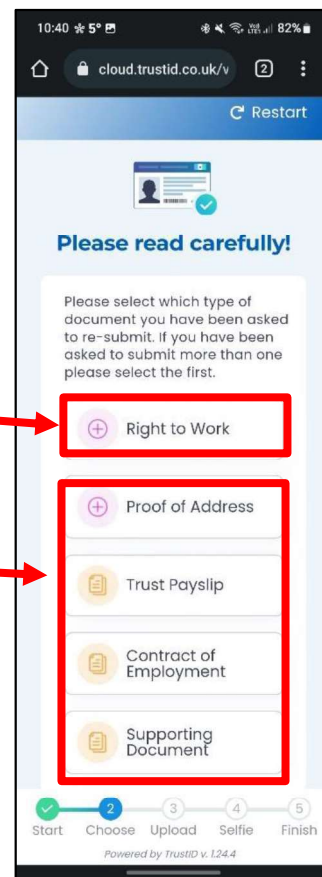 10:40 5° 82%
cloud.trustid.co.uk/v 2
Restart
Please read carefully!
Please select which type of
document you have been asked
to re-submit. If you have been
asked to submit more than one
please select the first.
Right to Work
Proof of Address
Trust Payslip
Contract of
Employment
Supporting
Document
2 3 4 5
Start Choose Upload Selfie Finish
Powered by TrustID v. 1.24.4